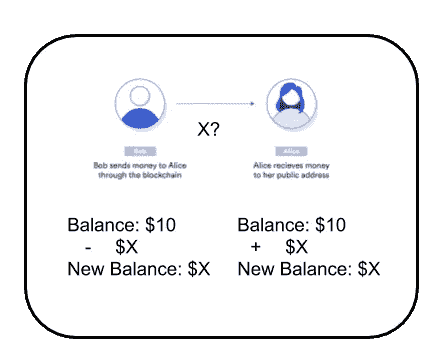 X?
Bob
Alice
Bob sends money to Alice
through the blockchain
Alice recieves money
to her public address
Balance: $10
- $X
New Balance: $X
Balance: $10
+ $X
New Balance: $X